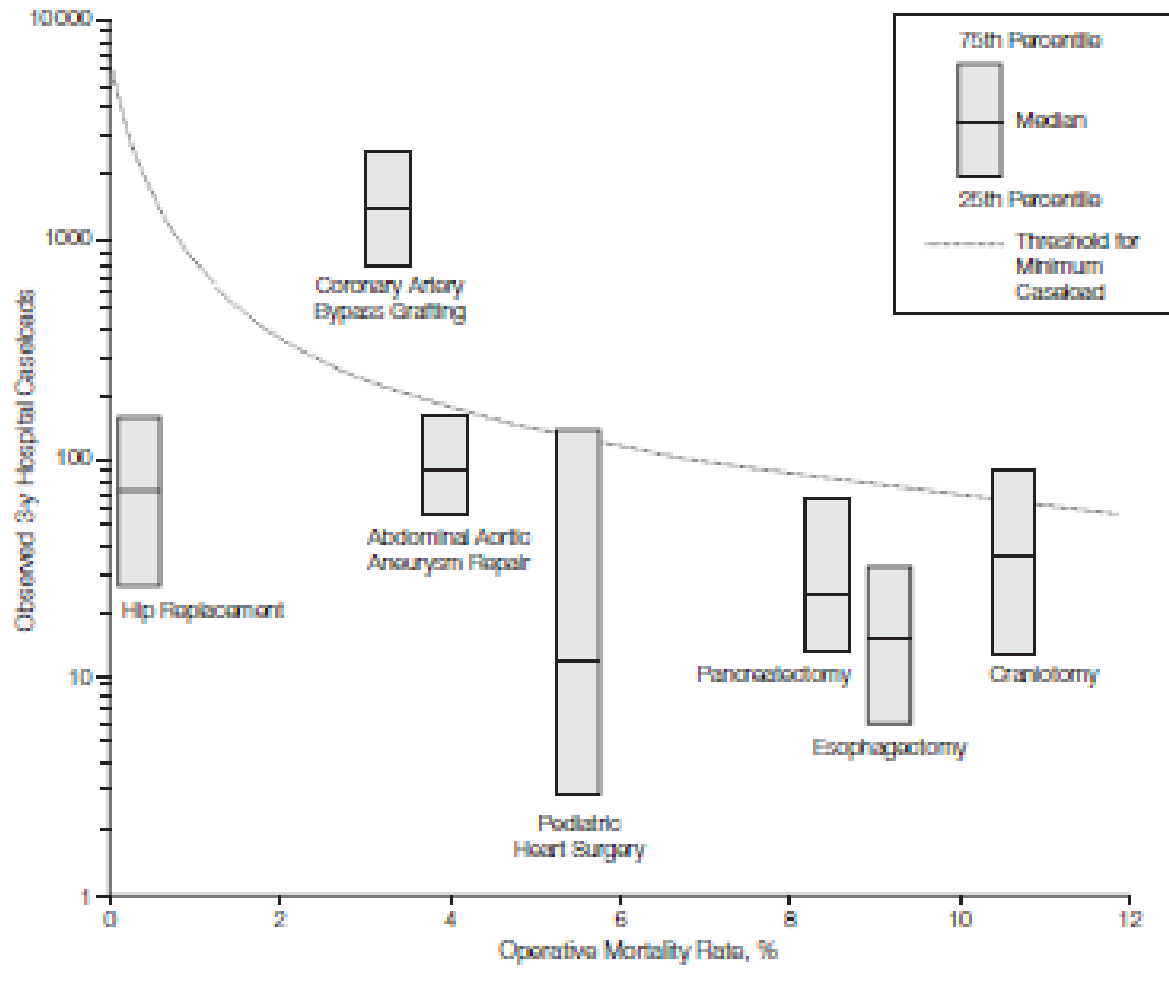 10000
1000
100
10
1
Observed 3-y Hospital Caseloads
75th Percentile
Median
25th Percentile
Threshold for
Minimum
Caseload
Coronary Artery
Bypass Grafting
Hip Replacement
Abdominal Aortic
Aneurysm Repair
Pediatric
Heart Surgery
Pancreatectomy
Esophagectomy
Craniotomy
0 2 4 6 8 10 12
Operative Mortality Rate, %